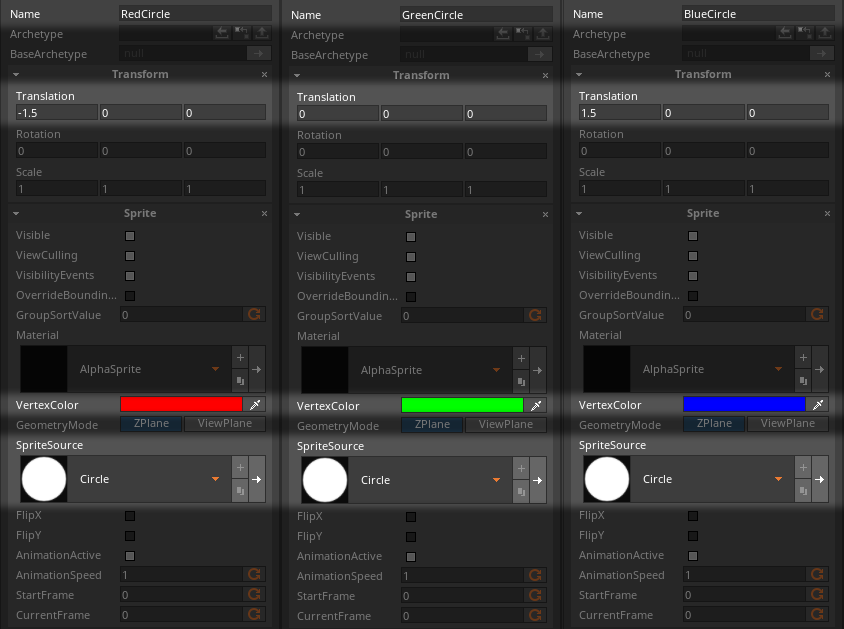 Name RedCircle
Archetype
BaseArchetype null
Transform
Translation
-1.5 0 0
Rotation
0 0 0
Scale
1 1 1
Sprite
Visible
ViewCulling
VisibilityEvents
OverrideBoundin...
GroupSortValue 0
Material
AlphaSprite
VertexColor
GeometryMode ZPlane ViewPlane
SpriteSource
Circle
FlipX
FlipY
AnimationActive
AnimationSpeed 1
StartFrame 0
CurrentFrame 0
Name GreenCircle
Archetype
BaseArchetype null
Transform
Translation
0 0 0
Rotation
0 0 0
Scale
1 1 1
Sprite
Visible
ViewCulling
VisibilityEvents
OverrideBoundin...
GroupSortValue 0
Material
AlphaSprite
VertexColor
GeometryMode ZPlane ViewPlane
SpriteSource
Circle
FlipX
FlipY
AnimationActive
AnimationSpeed 1
StartFrame 0
CurrentFrame 0
Name BlueCircle
Archetype
BaseArchetype null
Transform
Translation
1.5 0 0
Rotation
0 0 0
Scale
1 1 1
Sprite
Visible
ViewCulling
VisibilityEvents
OverrideBoundin...
GroupSortValue 0
Material
AlphaSprite
VertexColor
GeometryMode ZPlane ViewPlane
SpriteSource
Circle
FlipX
FlipY
AnimationActive
AnimationSpeed 1
StartFrame 0
CurrentFrame 0